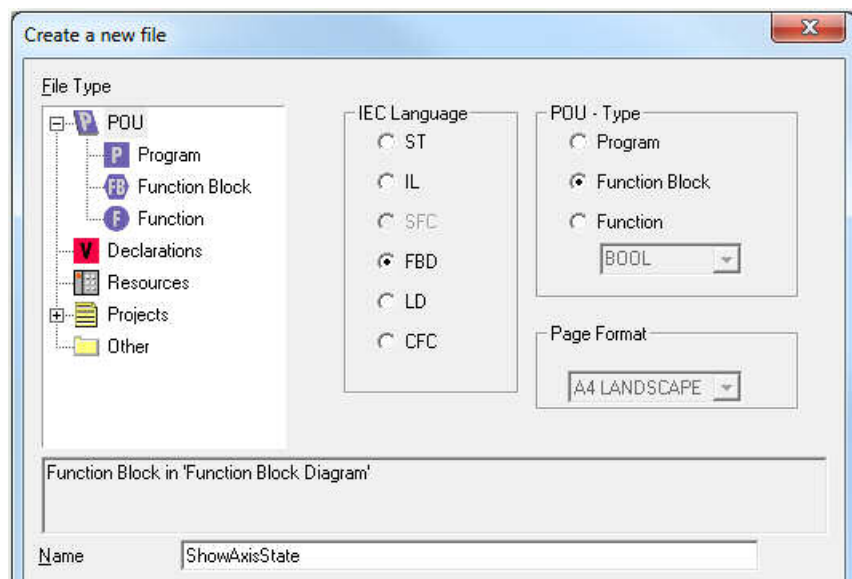 Create a new file
File Type
POU
Program
Function Block
Function
Declarations
Resources
Projects
Other
IEC Language
ST
IL
SFC
FBD
LD
CFC
POU - Type
Program
Function Block
Function
BOOL
Page Format
A4 LANDSCAPE
Function Block in 'Function Block Diagram'
Name ShowAxisState